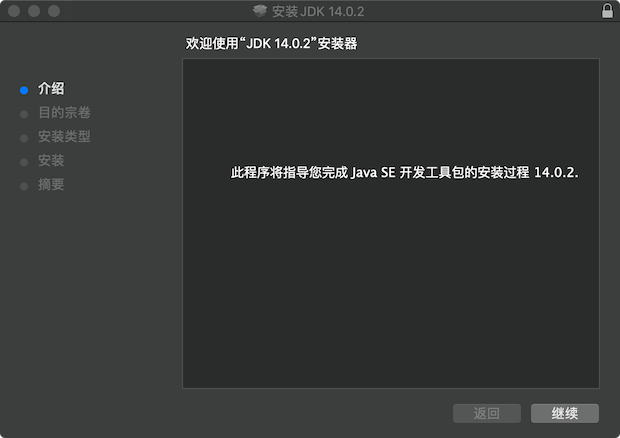 安装JDK 14.0.2
欢迎使用“JDK 14.0.2”安装器
介绍
目的宗卷
安装类型
安装
摘要
此程序将指导您完成 Java SE 开发工具包的安装过程 14.0.2.
返回
继续